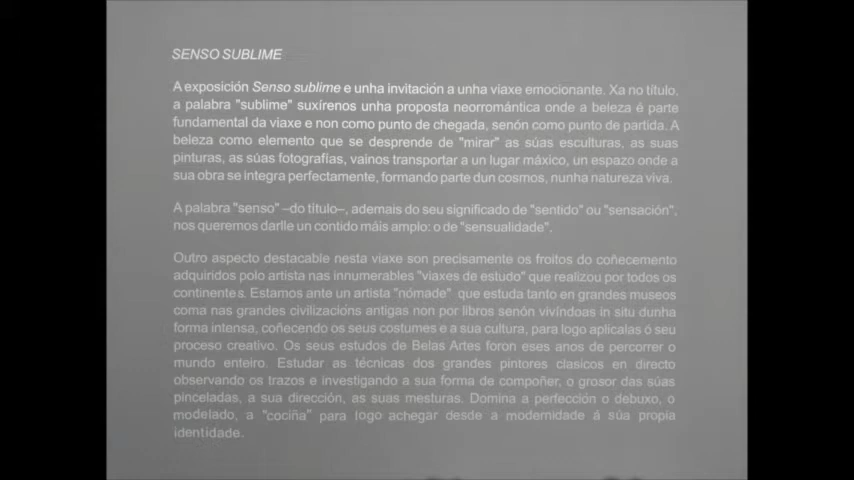 SENSO SUBLIME
A exposición Senso sublime e unha invitación a unha viaxe emocionante. Xa no título,
a palabra "sublime" suxírenos unha proposta neorromántica onde a beleza é parte
fundamental da viaxe e non como punto de chegada, senón como punto de partida. A
beleza como elemento que se desprende de "mirar" as súas esculturas, as suas
pinturas, as súas fotografías, vainos transportar a un lugar máxico, un espazo onde a
sua obra se integra perfectamente, formando parte dun cosmos, nunha natureza viva.
A palabra "senso" –do título–, ademais do seu significado de "sentido" ou "sensación",
nos queremos darlle un contido máis amplo: o de "sensualidade".
Outro aspecto destacable nesta viaxe son precisamente os froitos do coñecemento
adquiridos polo artista nas innumerables "viaxes de estudo" que realizou por todos os
continentes. Estamos ante un artista "nómade" que estuda tanto en grandes museos
coma nas grandes civilizacións antigas non por libros senón vivíndoas in situ dunha
forma intensa, coñecendo os seus costumes e a sua cultura, para logo aplicalas ó seu
proceso creativo. Os seus estudos de Belas Artes foron eses anos de percorrer o
mundo enteiro. Estudar as técnicas dos grandes pintores clasicos en directo
observando os trazos e investigando a sua forma de compoñer, o grosor das súas
pinceladas, a sua dirección, as suas mesturas. Domina a perfección o debuxo, o
modelado, a "cociña" para logo achegar desde a modernidade á súa propia
identidade.